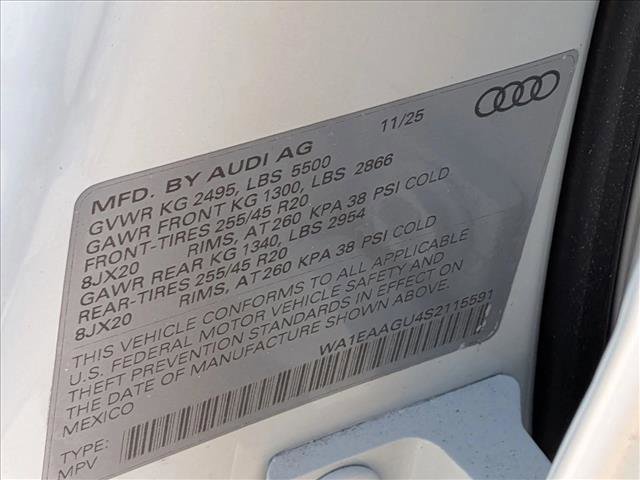 MFD. BY AUDI AG 11/25
GVWR KG 2495, LBS 5500
GAWR FRONT KG 1300, LBS 2866
FRONT-TIRES 255/45 R20
8JX20 RIMS, AT 260 KPA 38 PSI COLD
GAWR REAR KG 1340, LBS 2954
REAR-TIRES 255/45 R20
8JX20 RIMS, AT 260 KPA 38 PSI COLD
THIS VEHICLE CONFORMS TO ALL APPLICABLE
U.S. FEDERAL MOTOR VEHICLE SAFETY AND
THEFT PREVENTION STANDARDS IN EFFECT ON
THE DATE OF MANUFACTURE SHOWN ABOVE.
MEXICO WA1EAAGU4S2115591
TYPE:
MPV